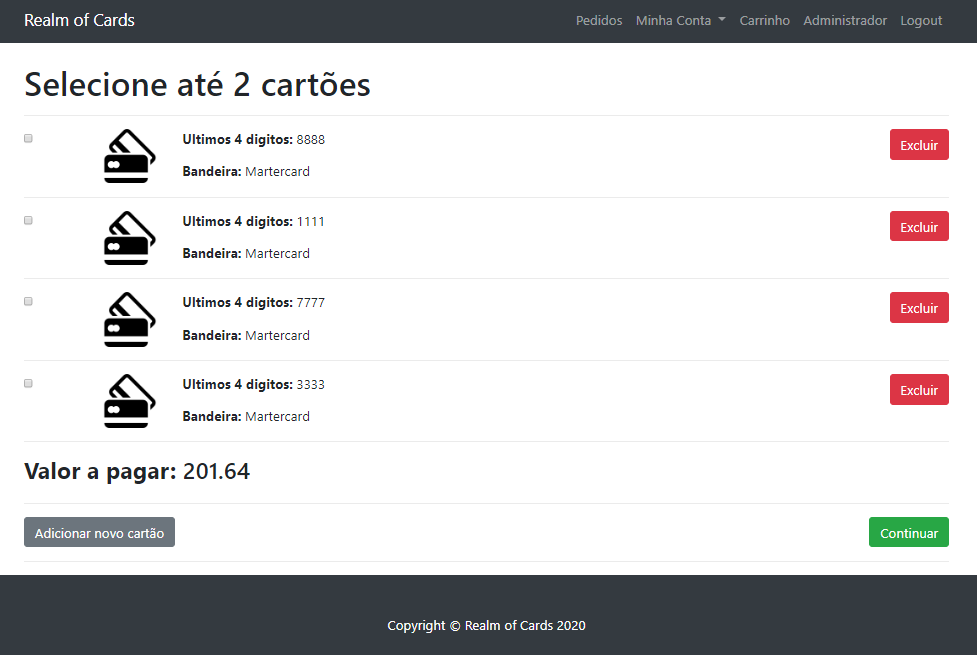 Realm of Cards Pedidos Minha Conta Carrinho Administrador Logout
Selecione até 2 cartões
Ultimos 4 digitos: 8888 Excluir
Bandeira: Martercard
Ultimos 4 digitos: 1111 Excluir
Bandeira: Martercard
Ultimos 4 digitos: 7777 Excluir
Bandeira: Martercard
Ultimos 4 digitos: 3333 Excluir
Bandeira: Martercard
Valor a pagar: 201.64
Adicionar novo cartão Continuar
Copyright © Realm of Cards 2020